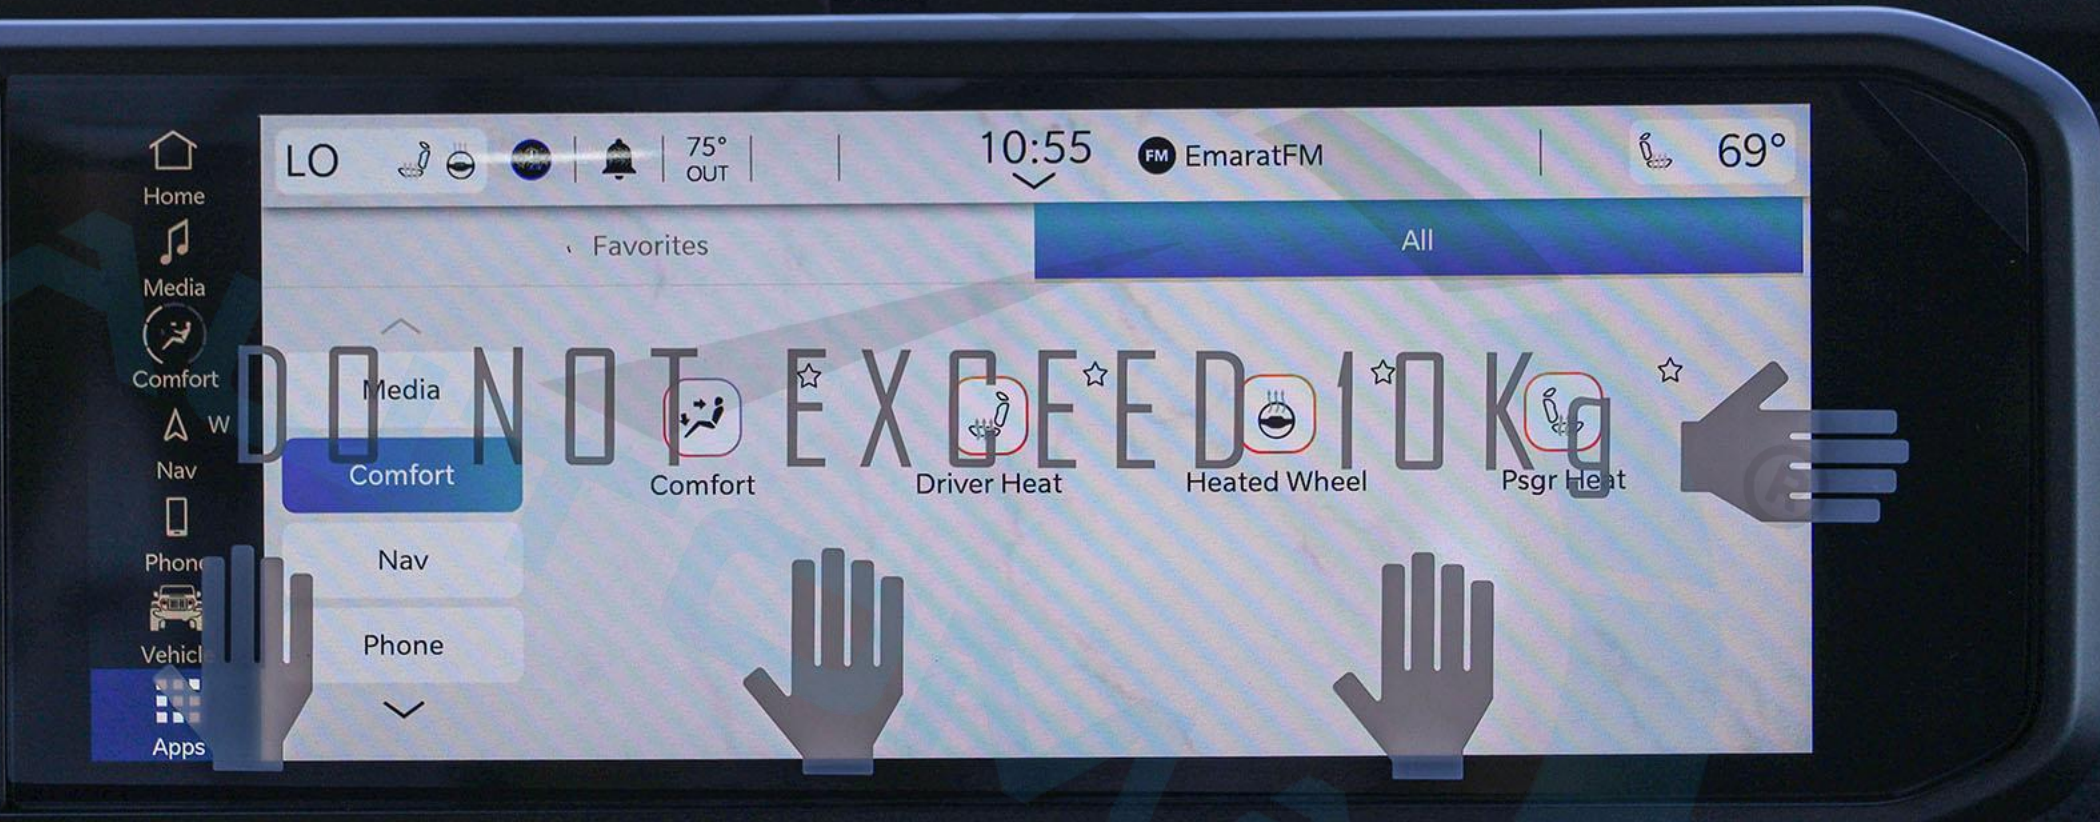 LO
75°
OUT
10:55
FM EmaratFM
69°
Home
Media
Comfort
W
Nav
Phone
Vehicle
Apps
Favorites
All
Media
Comfort
Nav
Phone
DO NOT EXCEED 10Kg
Comfort
Driver Heat
Heated Wheel
Psgr Heat